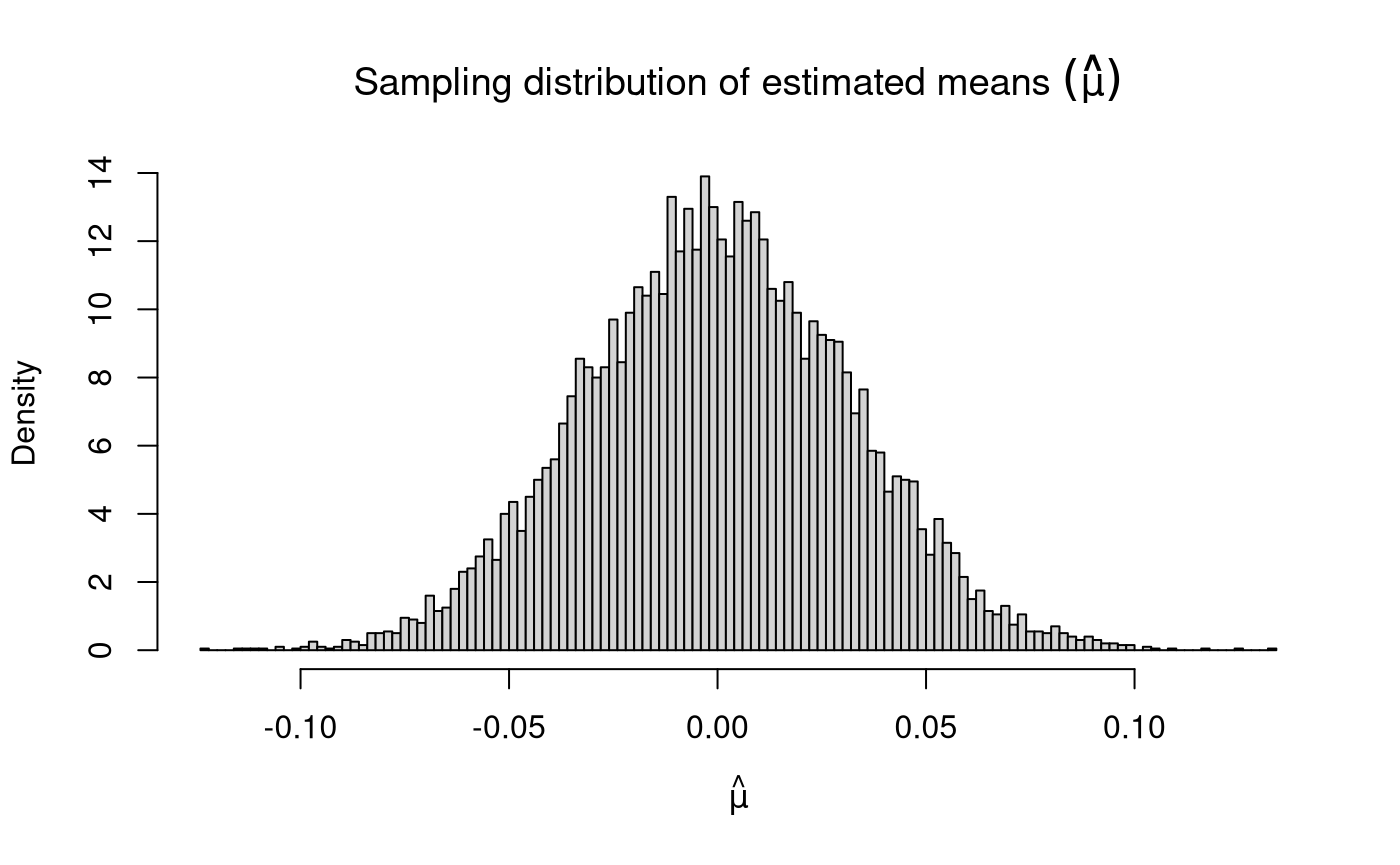 Sampling distribution of estimated means (μ̂)
Density
14
12
10
8
6
4
2
0
-0.10 -0.05 0.00 0.05 0.10
μ̂